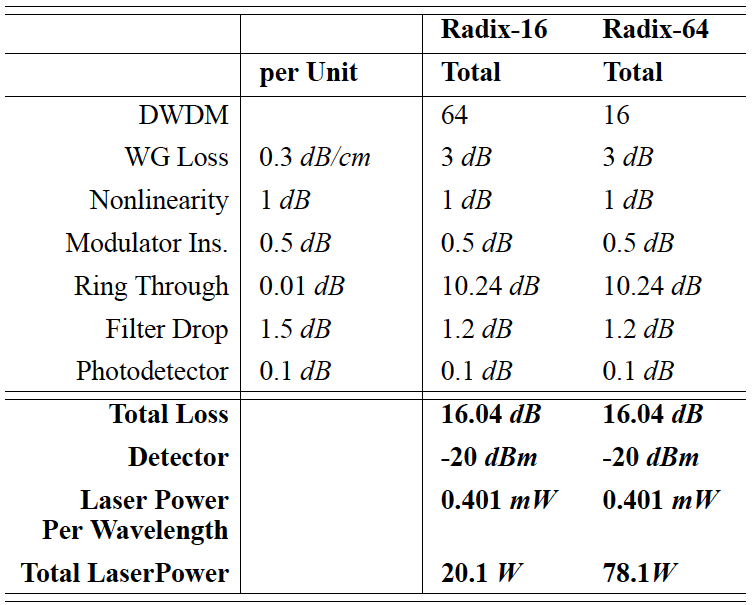 Radix-16 Radix-64
per Unit Total Total
DWDM 64 16
WG Loss 0.3 dB/cm 3 dB 3 dB
Nonlinearity 1 dB 1 dB 1 dB
Modulator Ins. 0.5 dB 0.5 dB 0.5 dB
Ring Through 0.01 dB 10.24 dB 10.24 dB
Filter Drop 1.5 dB 1.2 dB 1.2 dB
Photodetector 0.1 dB 0.1 dB 0.1 dB
Total Loss 16.04 dB 16.04 dB
Detector -20 dBm -20 dBm
Laser Power 0.401 mW 0.401 mW
Per Wavelength
Total LaserPower 20.1 W 78.1W